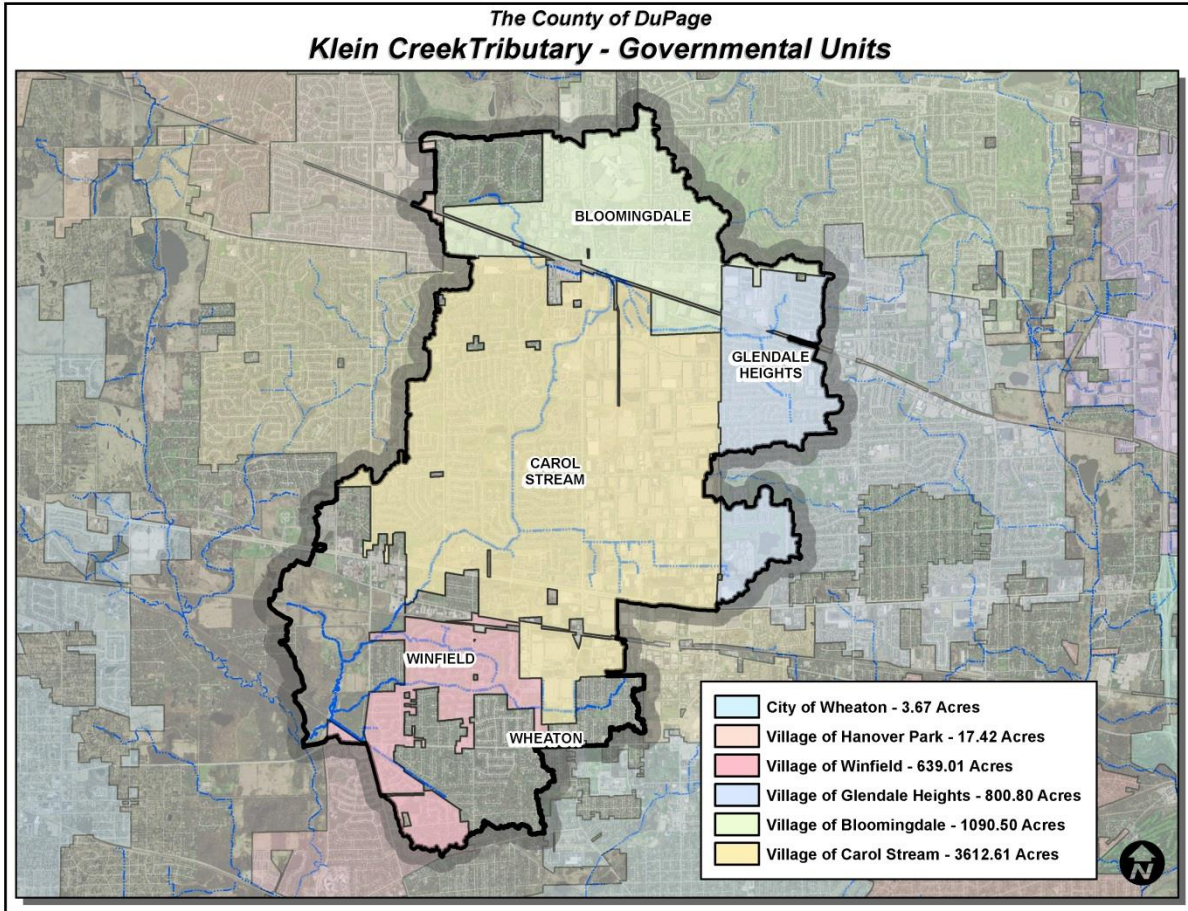 The County of DuPage
Klein CreekTributary - Governmental Units
BLOOMINGDALE
GLENDALE
HEIGHTS
CAROL
STREAM
WINFIELD
WHEATON
City of Wheaton - 3.67 Acres
Village of Hanover Park - 17.42 Acres
Village of Winfield - 639.01 Acres
Village of Glendale Heights - 800.80 Acres
Village of Bloomingdale - 1090.50 Acres
Village of Carol Stream - 3612.61 Acres
N